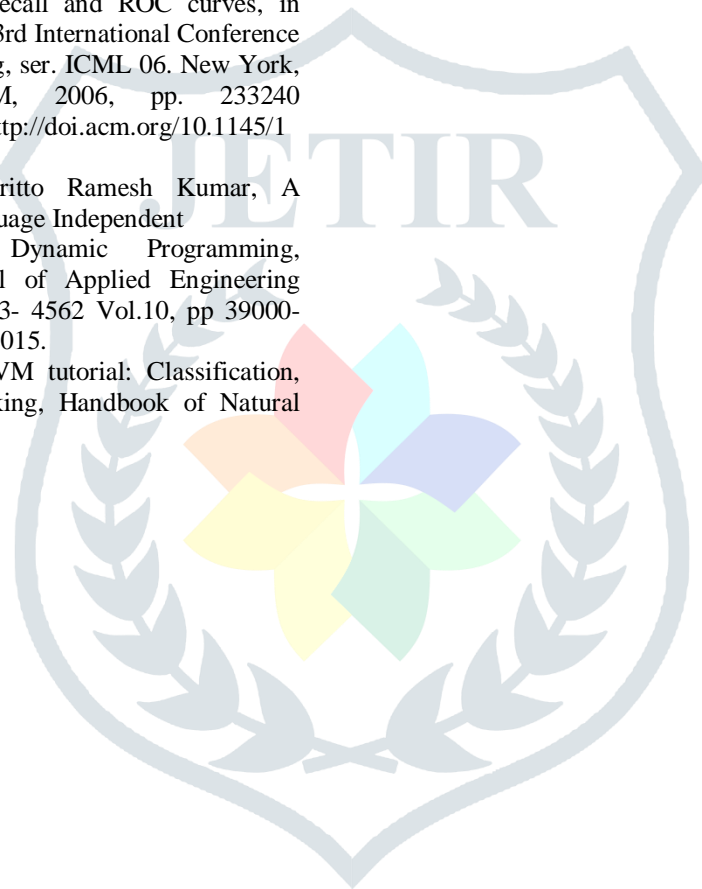 ecall and ROC curves, in
3rd International Conference
g, ser. ICML 06. New York,
M, 2006, pp. 233240
ttp://doi.acm.org/10.1145/1
JETIR
ritto Ramesh Kumar, A
uage Independent
Dynamic Programming,
l of Applied Engineering
3- 4562 Vol.10, pp 39000-
015.
VM tutorial: Classification,
king, Handbook of Natural